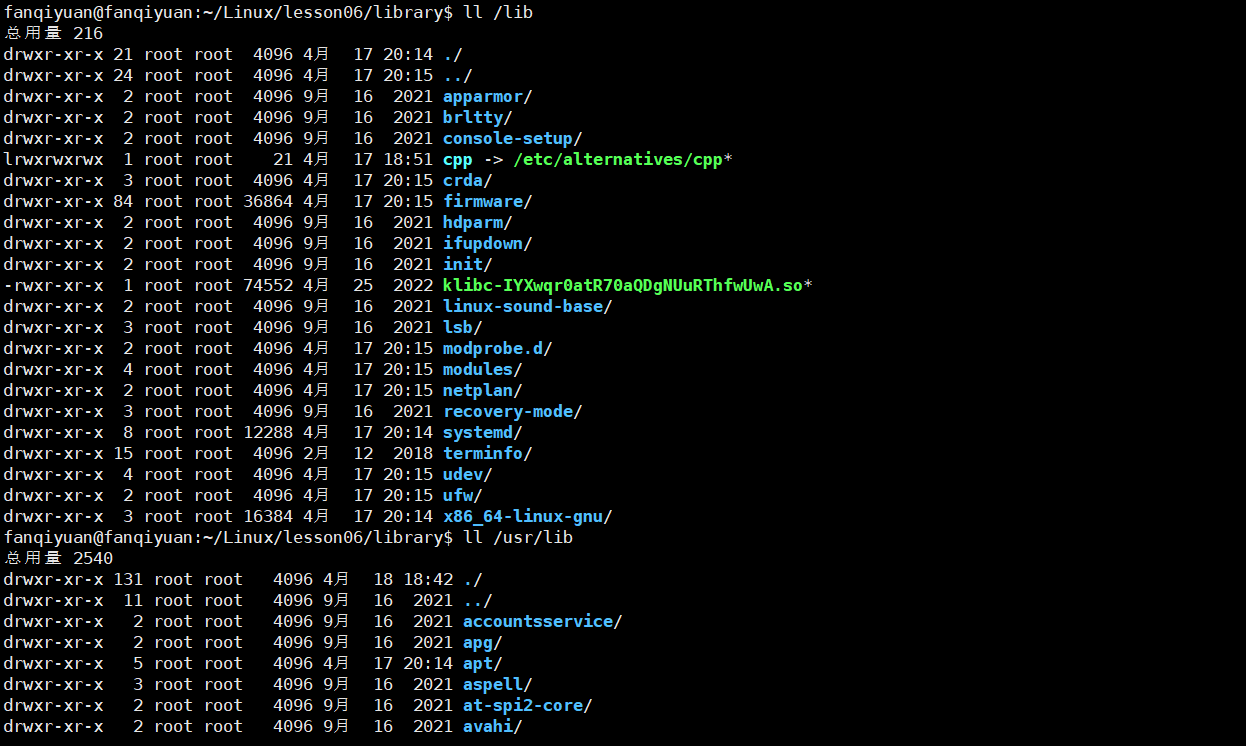 fanqiyuan@fanqiyuan:~/Linux/lesson06/library$ ll /lib
总用量 216
drwxr-xr-x 21 root root  4096 4月  17 20:14 ./
drwxr-xr-x 24 root root  4096 4月  17 20:15 ../
drwxr-xr-x  2 root root  4096 9月  16  2021 apparmor/
drwxr-xr-x  2 root root  4096 9月  16  2021 brltty/
drwxr-xr-x  2 root root  4096 9月  16  2021 console-setup/
lrwxrwxrwx  1 root root    21 4月  17 18:51 cpp -> /etc/alternatives/cpp*
drwxr-xr-x  3 root root  4096 4月  17 20:15 crda/
drwxr-xr-x 84 root root 36864 4月  17 20:15 firmware/
drwxr-xr-x  2 root root  4096 9月  16  2021 hdparm/
drwxr-xr-x  2 root root  4096 9月  16  2021 ifupdown/
drwxr-xr-x  2 root root  4096 9月  16  2021 init/
-rwxr-xr-x  1 root root 74552 4月  25  2022 klibc-IYXwqr0atR70aQDgNUuRThfwUwA.so*
drwxr-xr-x  2 root root  4096 9月  16  2021 linux-sound-base/
drwxr-xr-x  3 root root  4096 9月  16  2021 lsb/
drwxr-xr-x  2 root root  4096 4月  17 20:15 modprobe.d/
drwxr-xr-x  4 root root  4096 4月  17 20:15 modules/
drwxr-xr-x  2 root root  4096 4月  17 20:15 netplan/
drwxr-xr-x  3 root root  4096 9月  16  2021 recovery-mode/
drwxr-xr-x  8 root root 12288 4月  17 20:14 systemd/
drwxr-xr-x 15 root root  4096 2月  12  2018 terminfo/
drwxr-xr-x  4 root root  4096 4月  17 20:15 udev/
drwxr-xr-x  2 root root  4096 4月  17 20:15 ufw/
drwxr-xr-x  3 root root 16384 4月  17 20:14 x86_64-linux-gnu/
fanqiyuan@fanqiyuan:~/Linux/lesson06/library$ ll /usr/lib
总用量 2540
drwxr-xr-x 131 root root   4096 4月  18 18:42 ./
drwxr-xr-x  11 root root   4096 9月  16  2021 ../
drwxr-xr-x   2 root root   4096 9月  16  2021 accountsservice/
drwxr-xr-x   2 root root   4096 9月  16  2021 apg/
drwxr-xr-x   5 root root   4096 4月  17 20:14 apt/
drwxr-xr-x   3 root root   4096 9月  16  2021 aspell/
drwxr-xr-x   2 root root   4096 9月  16  2021 at-spi2-core/
drwxr-xr-x   2 root root   4096 9月  16  2021 avahi/